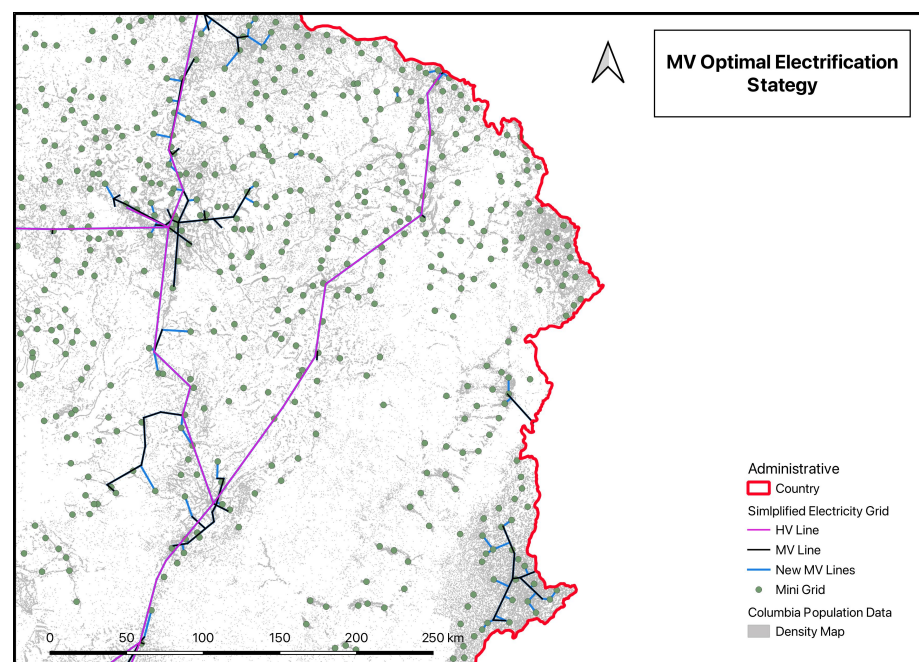 MV Optimal Electrification
Stategy
Administrative
Country
Simlplified Electricity Grid
HV Line
MV Line
New MV Lines
Mini Grid
Columbia Population Data
Density Map
0 50 100 150 200 250 km